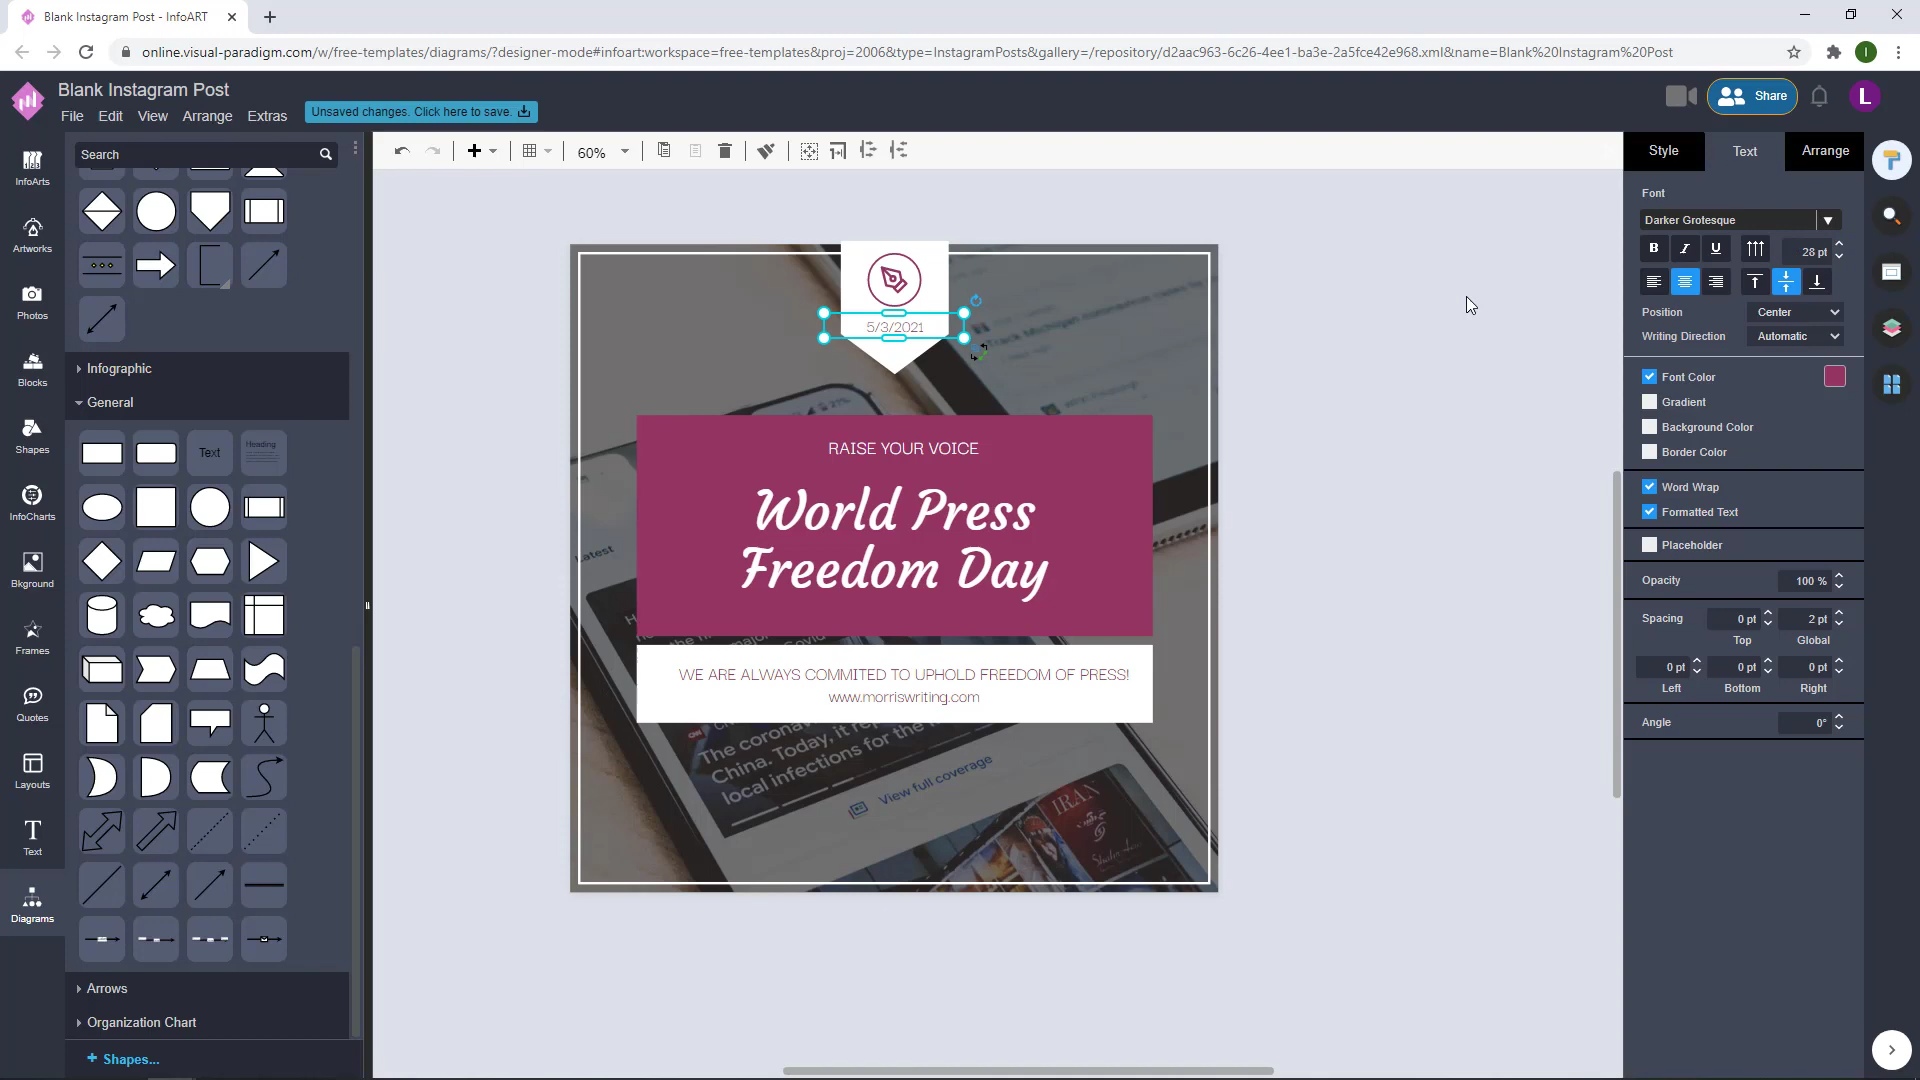 Blank Instagram Post - InfoART
online.visual-paradigm.com/w/free-templates/diagrams/?designer-mode#infoart:workspace=free-templates&proj=2006&type=InstagramPosts&gallery=/repository/d2aac963-6c26-4ee1-ba3e-2a5fce42e968.xml&name=Blank%20Instagram%20Post
I
Blank Instagram Post
File Edit View Arrange Extras
Unsaved changes. Click here to save.
Share
L
InfoArts
Artworks
Photos
Blocks
Shapes
InfoCharts
Bkground
Frames
Quotes
Layouts
Text
Diagrams
Search
Infographic
General
Text
Heading
Arrows
Organization Chart
+ Shapes...
60%
5/3/2021
RAISE YOUR VOICE
World Press
Freedom Day
WE ARE ALWAYS COMMITED TO UPHOLD FREEDOM OF PRESS!
www.morriswriting.com
Latest
The corona
China. Today, it re
local infections for the
View full coverage
IRAN
Style Text Arrange
Font
Darker Grotesque
B I U 28 pt
Position Center
Writing Direction Automatic
Font Color
Gradient
Background Color
Border Color
Word Wrap
Formatted Text
Placeholder
Opacity 100 %
Spacing 0 pt 2 pt
Top Global
0 pt 0 pt 0 pt
Left Bottom Right
Angle 0°